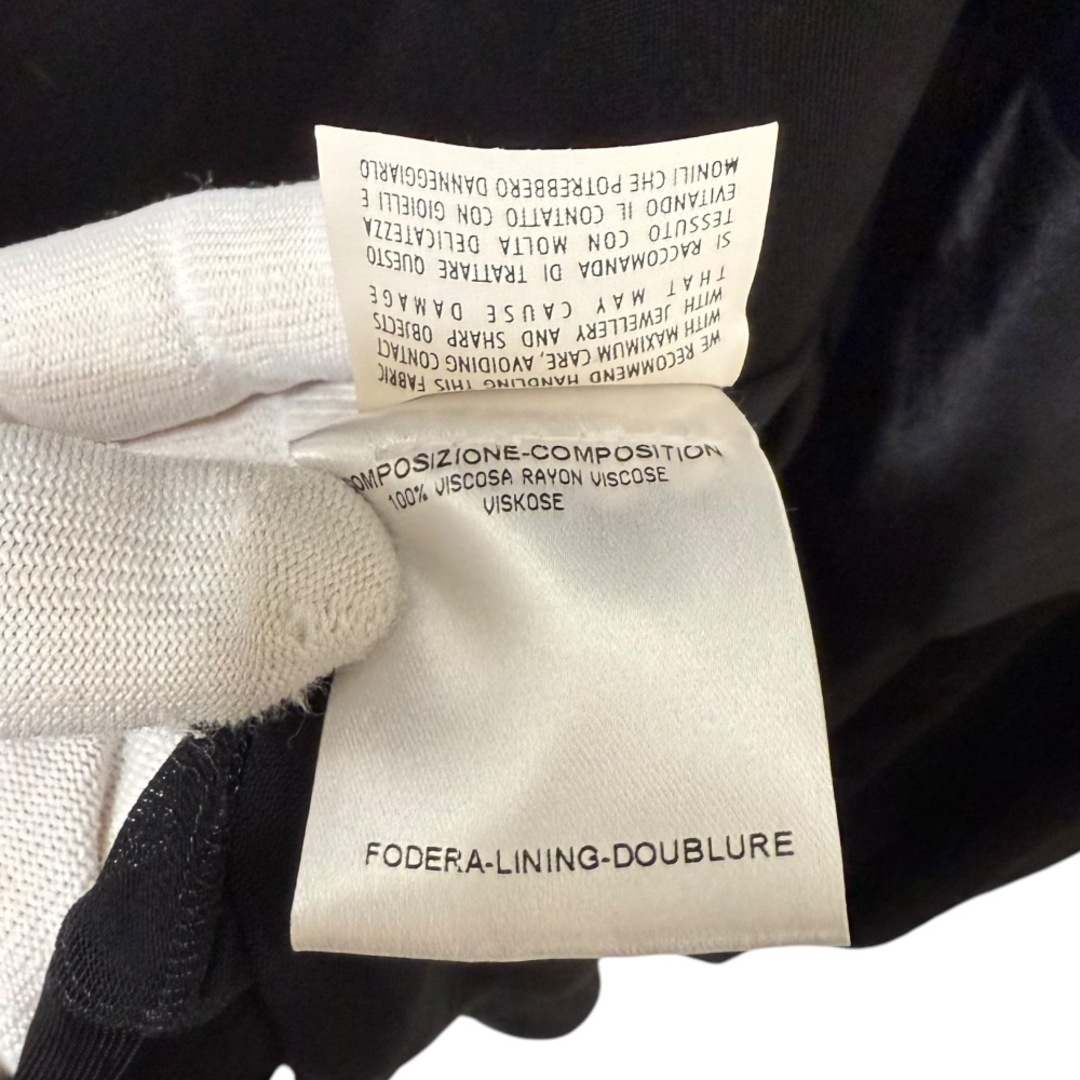 WE RECOMMEND HANDLING THIS FABRIC
WITH MAXIMUM CARE, AVOIDING CONTACT
WITH JEWELLERY AND SHARP OBJECTS
THAT MAY CAUSE DAMAGE
SI RACCOMANDA DI TRATTARE QUESTO
TESSUTO CON MOLTA DELICATEZZA
EVITANDO IL CONTATTO CON GIOIELLI E
MONILI CHE POTREBBERO DANNEGGIARLO
COMPOSIZIONE-COMPOSITION
100% VISCOSA RAYON VISCOSE
VISKOSE
FODERA-LINING-DOUBLURE